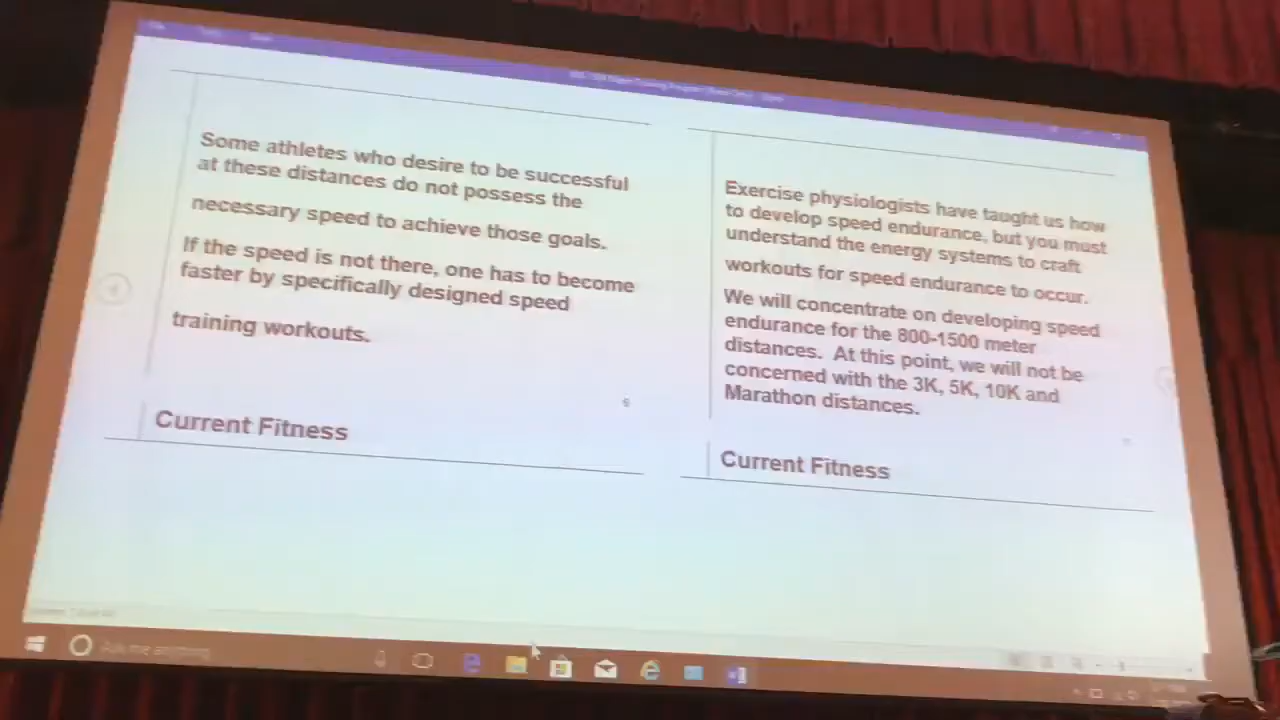 Some athletes who desire to be successful
at these distances do not possess the
necessary speed to achieve those goals.
If the speed is not there, one has to become
faster by specifically designed speed
training workouts.
6
Current Fitness
Exercise physiologists have taught us how
to develop speed endurance, but you must
understand the energy systems to craft
workouts for speed endurance to occur.
We will concentrate on developing speed
endurance for the 800-1500 meter
distances. At this point, we will not be
concerned with the 3K, 5K, 10K and
Marathon distances.
Current Fitness
Ask me anything